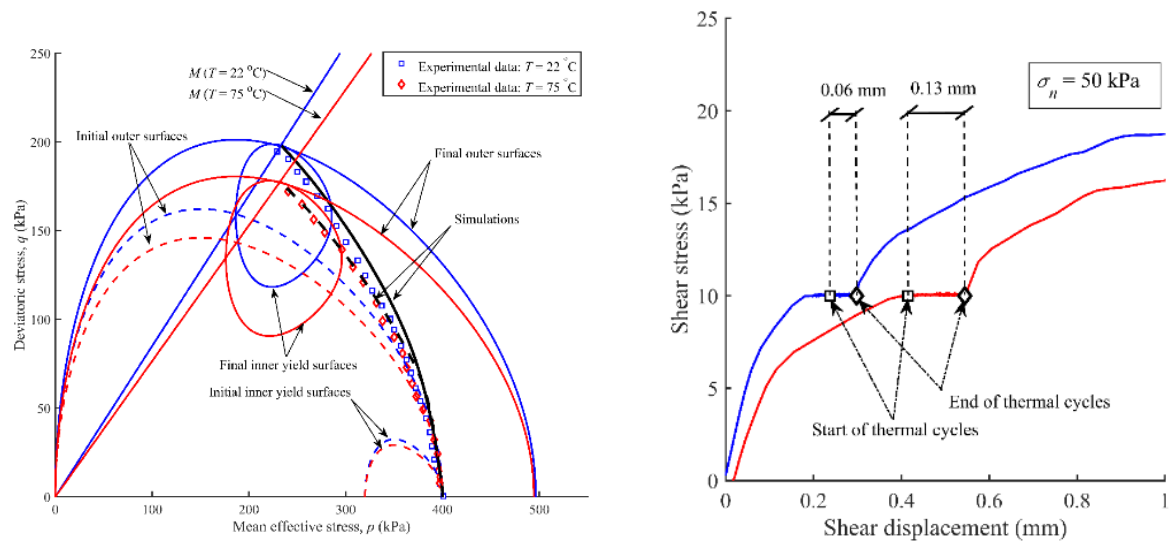 250
200
150
100
50
0
Deviatoric stress, q (kPa)
0 100 200 300 400 500
Mean effective stress, p (kPa)
M (T = 22 °C)
M (T = 75 °C)
Experimental data: T = 22 °C
Experimental data: T = 75 °C
Initial outer surfaces
Final outer surfaces
Simulations
Final inner yield surfaces
Initial inner yield surfaces
25
20
15
10
5
0
Shear stress (kPa)
0 0.2 0.4 0.6 0.8 1
Shear displacement (mm)
σn = 50 kPa
0.06 mm
0.13 mm
End of thermal cycles
Start of thermal cycles